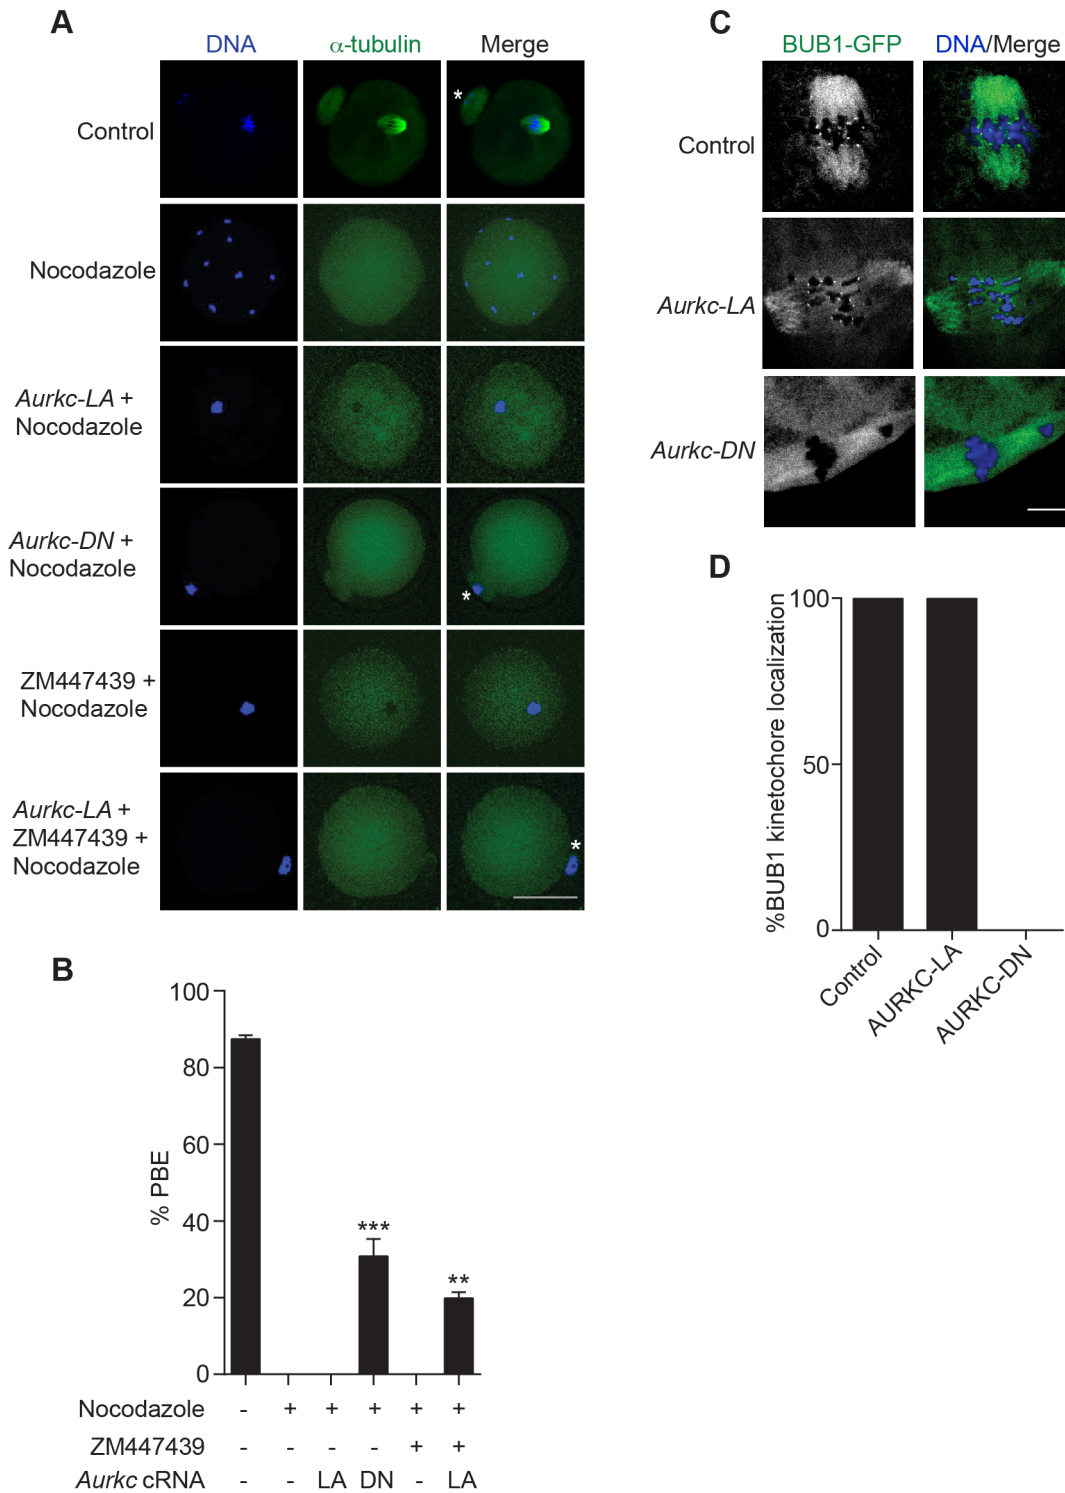 A
DNA
α-tubulin
Merge
Control
*
Nocodazole
Aurkc-LA +
Nocodazole
Aurkc-DN +
Nocodazole
*
ZM447439 +
Nocodazole
Aurkc-LA +
ZM447439 +
Nocodazole
*
B
% PBE
100
80
60
40
20
0
***
**
Nocodazole - + + + + +
ZM447439 - - - - + +
Aurkc cRNA - - LA DN - LA
C
BUB1-GFP
DNA/Merge
Control
Aurkc-LA
Aurkc-DN
D
%BUB1 kinetochore localization
100
50
0
Control
AURKC-LA
AURKC-DN